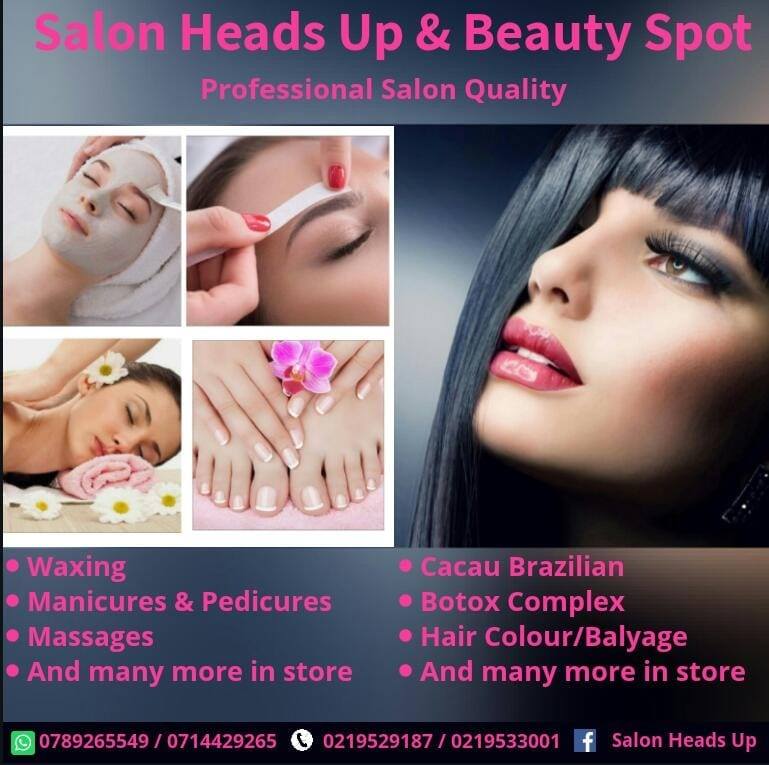 Salon Heads Up & Beauty Spot
Professional Salon Quality
• Waxing
• Manicures & Pedicures
• Massages
• And many more in store
• Cacau Brazilian
• Botox Complex
• Hair Colour/Balyage
• And many more in store
0789265549 / 0714429265 0219529187 / 0219533001 Salon Heads Up